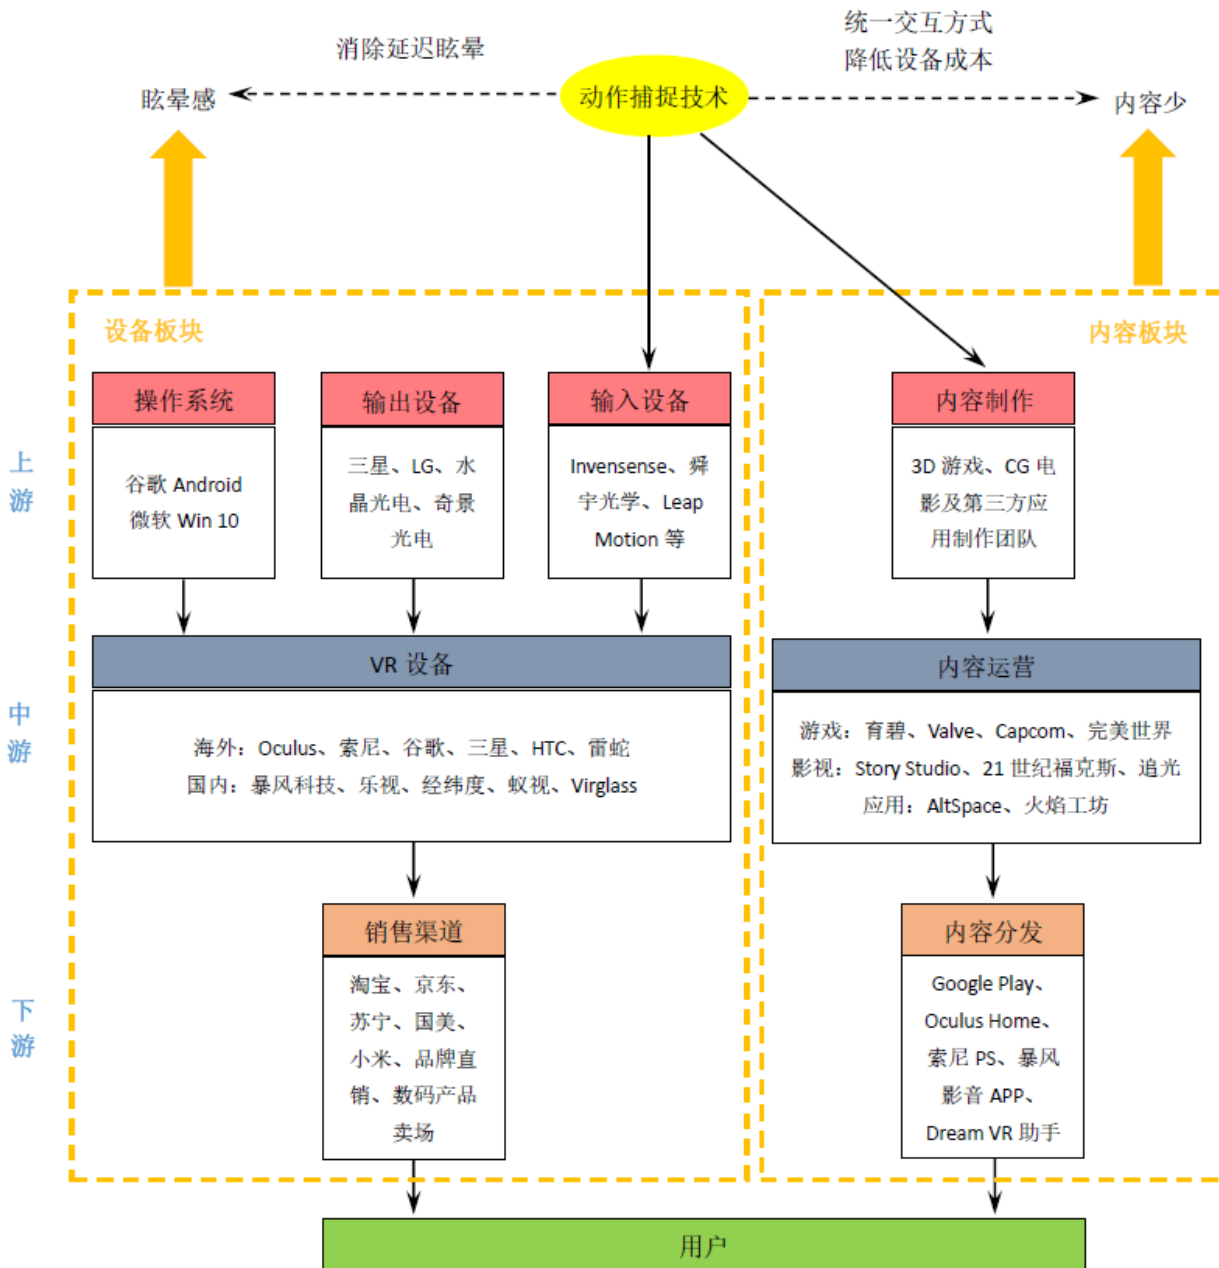 统一交互方式
消除延迟眩晕
降低设备成本
动作捕捉技术
眩晕感
内容少
设备板块
内容板块
操作系统
输出设备
输入设备
内容制作
上
游
谷歌 Android
微软 Win 10
三星、LG、水
晶光电、奇景
光电
Invensense、舜
宇光学、Leap
Motion 等
3D 游戏、CG 电
影及第三方应
用制作团队
VR 设备
内容运营
中
游
海外：Oculus、索尼、谷歌、三星、HTC、雷蛇
国内：暴风科技、乐视、经纬度、蚁视、Virglass
游戏：育碧、Valve、Capcom、完美世界
影视：Story Studio、21 世纪福克斯、追光
应用：AltSpace、火焰工坊
销售渠道
内容分发
下
游
淘宝、京东、
苏宁、国美、
小米、品牌直
销、数码产品
卖场
Google Play、
Oculus Home、
索尼 PS、暴风
影音 APP、
Dream VR 助手
用户